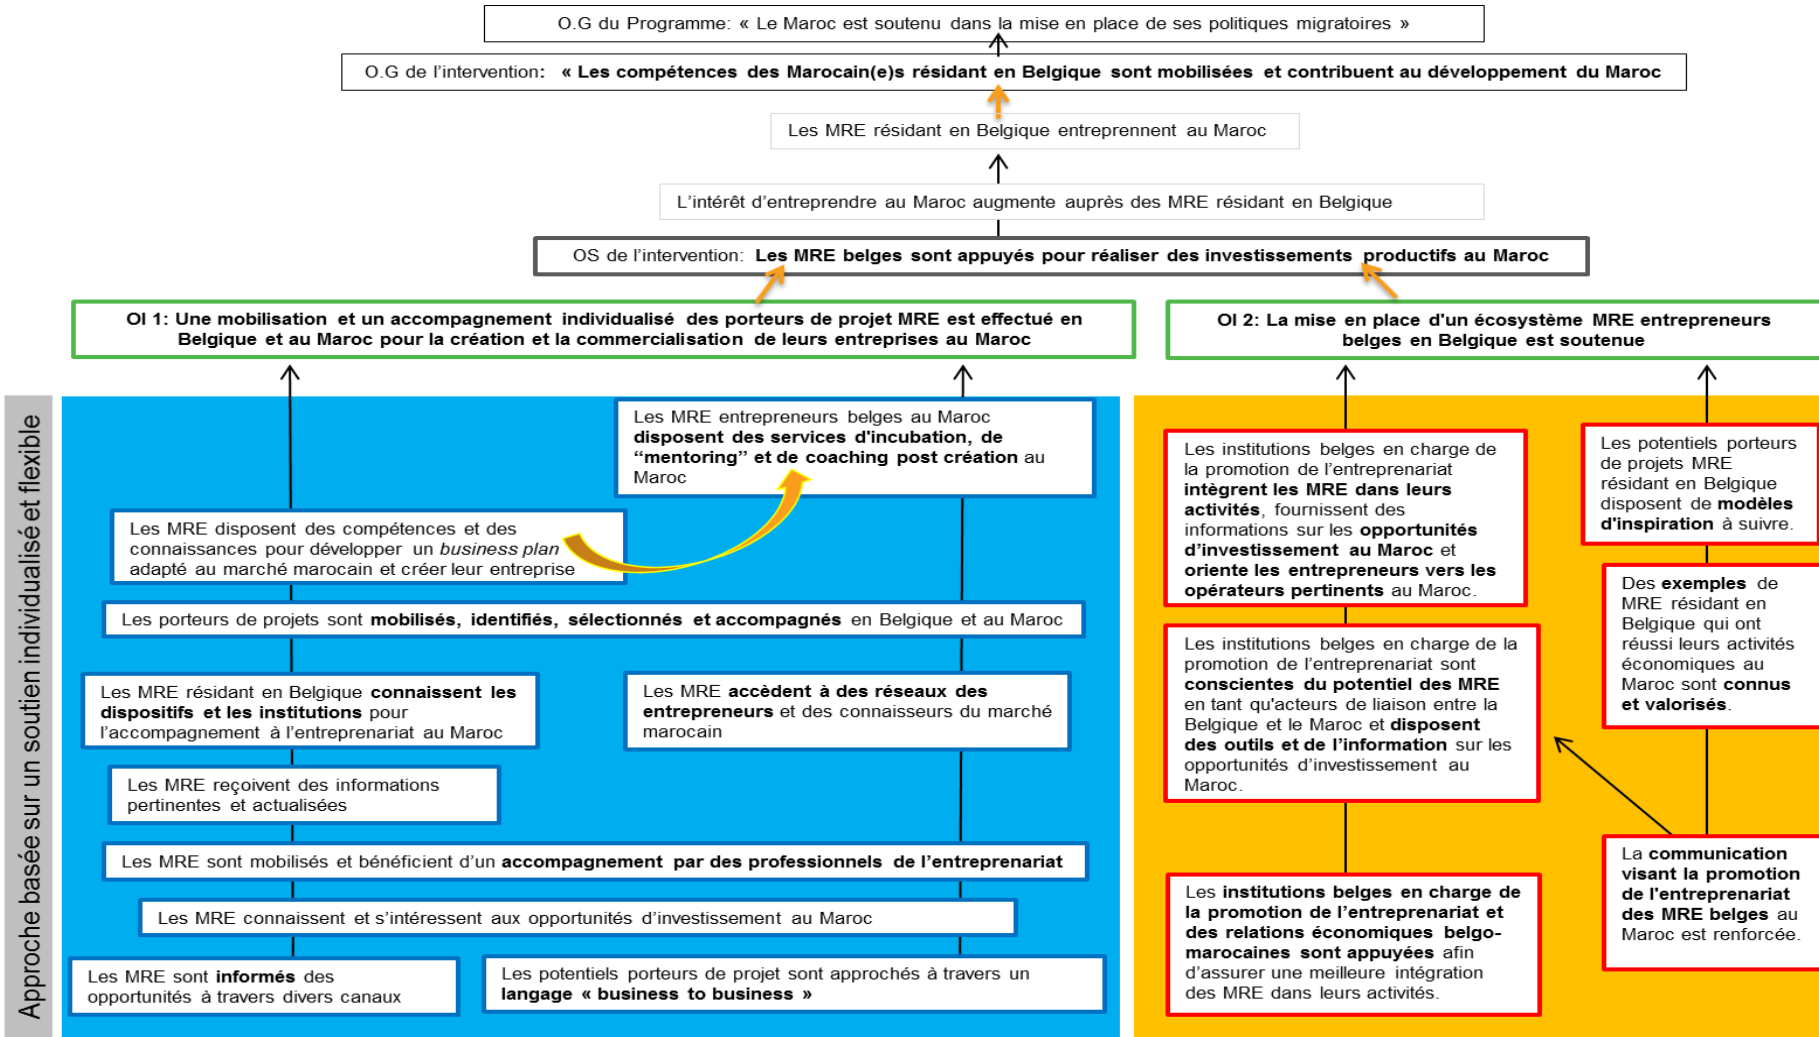 O.G du Programme: « Le Maroc est soutenu dans la mise en place de ses politiques migratoires »
O.G de l'intervention: « Les compétences des Marocain(e)s résidant en Belgique sont mobilisées et contribuent au développement du Maroc
Les MRE résidant en Belgique entreprennent au Maroc
L'intérêt d'entreprendre au Maroc augmente auprès des MRE résidant en Belgique
OS de l'intervention: Les MRE belges sont appuyés pour réaliser des investissements productifs au Maroc
OI 1: Une mobilisation et un accompagnement individualisé des porteurs de projet MRE est effectué en
Belgique et au Maroc pour la création et la commercialisation de leurs entreprises au Maroc
OI 2: La mise en place d'un écosystème MRE entrepreneurs
belges en Belgique est soutenue
Approche basée sur un soutien individualisé et flexible
Les MRE entrepreneurs belges au Maroc
disposent des services d'incubation, de
“mentoring” et de coaching post création au
Maroc
Les MRE disposent des compétences et des
connaissances pour développer un business plan
adapté au marché marocain et créer leur entreprise
Les porteurs de projets sont mobilisés, identifiés, sélectionnés et accompagnés en Belgique et au Maroc
Les MRE résidant en Belgique connaissent les
dispositifs et les institutions pour
l'accompagnement à l'entreprenariat au Maroc
Les MRE accèdent à des réseaux des
entrepreneurs et des connaisseurs du marché
marocain
Les MRE reçoivent des informations
pertinentes et actualisées
Les MRE sont mobilisés et bénéficient d'un accompagnement par des professionnels de l'entreprenariat
Les MRE connaissent et s'intéressent aux opportunités d'investissement au Maroc
Les MRE sont informés des
opportunités à travers divers canaux
Les potentiels porteurs de projet sont approchés à travers un
langage « business to business »
Les institutions belges en charge de
la promotion de l'entreprenariat
intègrent les MRE dans leurs
activités, fournissent des
informations sur les opportunités
d'investissement au Maroc et
oriente les entrepreneurs vers les
opérateurs pertinents au Maroc.
Les institutions belges en charge de la
promotion de l'entreprenariat sont
conscientes du potentiel des MRE
en tant qu'acteurs de liaison entre la
Belgique et le Maroc et disposent
des outils et de l'information sur les
opportunités d'investissement au
Maroc.
Les institutions belges en charge de
la promotion de l'entreprenariat et
des relations économiques belgo-
marocaines sont appuyées afin
d'assurer une meilleure intégration
des MRE dans leurs activités.
Les potentiels porteurs
de projets MRE
résidant en Belgique
disposent de modèles
d'inspiration à suivre.
Des exemples de
MRE résidant en
Belgique qui ont
réussi leurs activités
économiques au
Maroc sont connus
et valorisés.
La communication
visant la promotion
de l'entreprenariat
des MRE belges au
Maroc est renforcée.